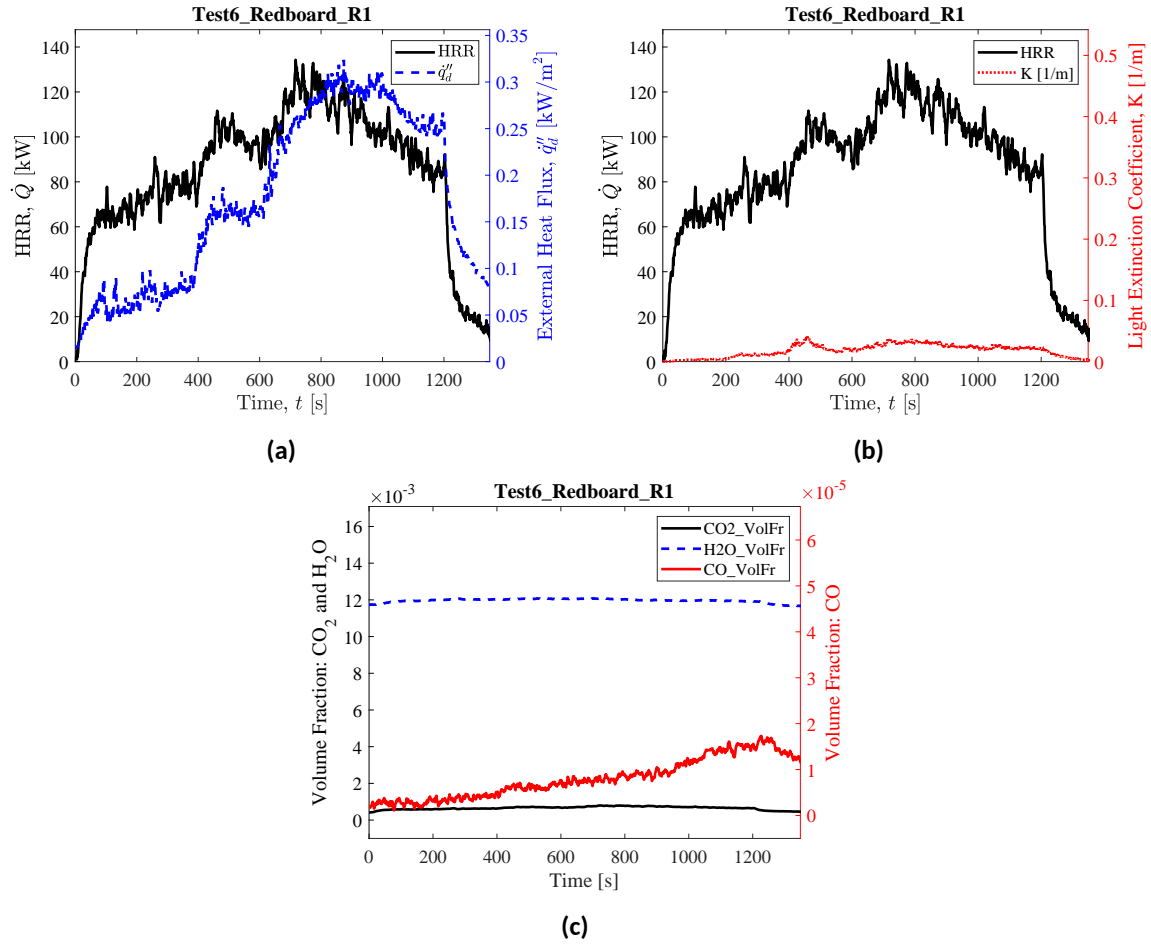 Test6_Redboard_R1
HRR
q̇″_d
140
120
100
80
60
40
20
0
HRR, Q̇ [kW]
0.35
0.3
0.25
0.2
0.15
0.1
0.05
0
External Heat Flux, q̇″_d [kW/m²]
0 200 400 600 800 1000 1200
Time, t [s]
(a)
Test6_Redboard_R1
HRR
K [1/m]
140
120
100
80
60
40
20
0
HRR, Q̇ [kW]
0.5
0.4
0.3
0.2
0.1
0
Light Extinction Coefficient, K [1/m]
0 200 400 600 800 1000 1200
Time, t [s]
(b)
×10⁻³
Test6_Redboard_R1
×10⁻⁵
CO2_VolFr
H2O_VolFr
CO_VolFr
16
14
12
10
8
6
4
2
0
Volume Fraction: CO₂ and H₂O
6
5
4
3
2
1
0
Volume Fraction: CO
0 200 400 600 800 1000 1200
Time [s]
(c)